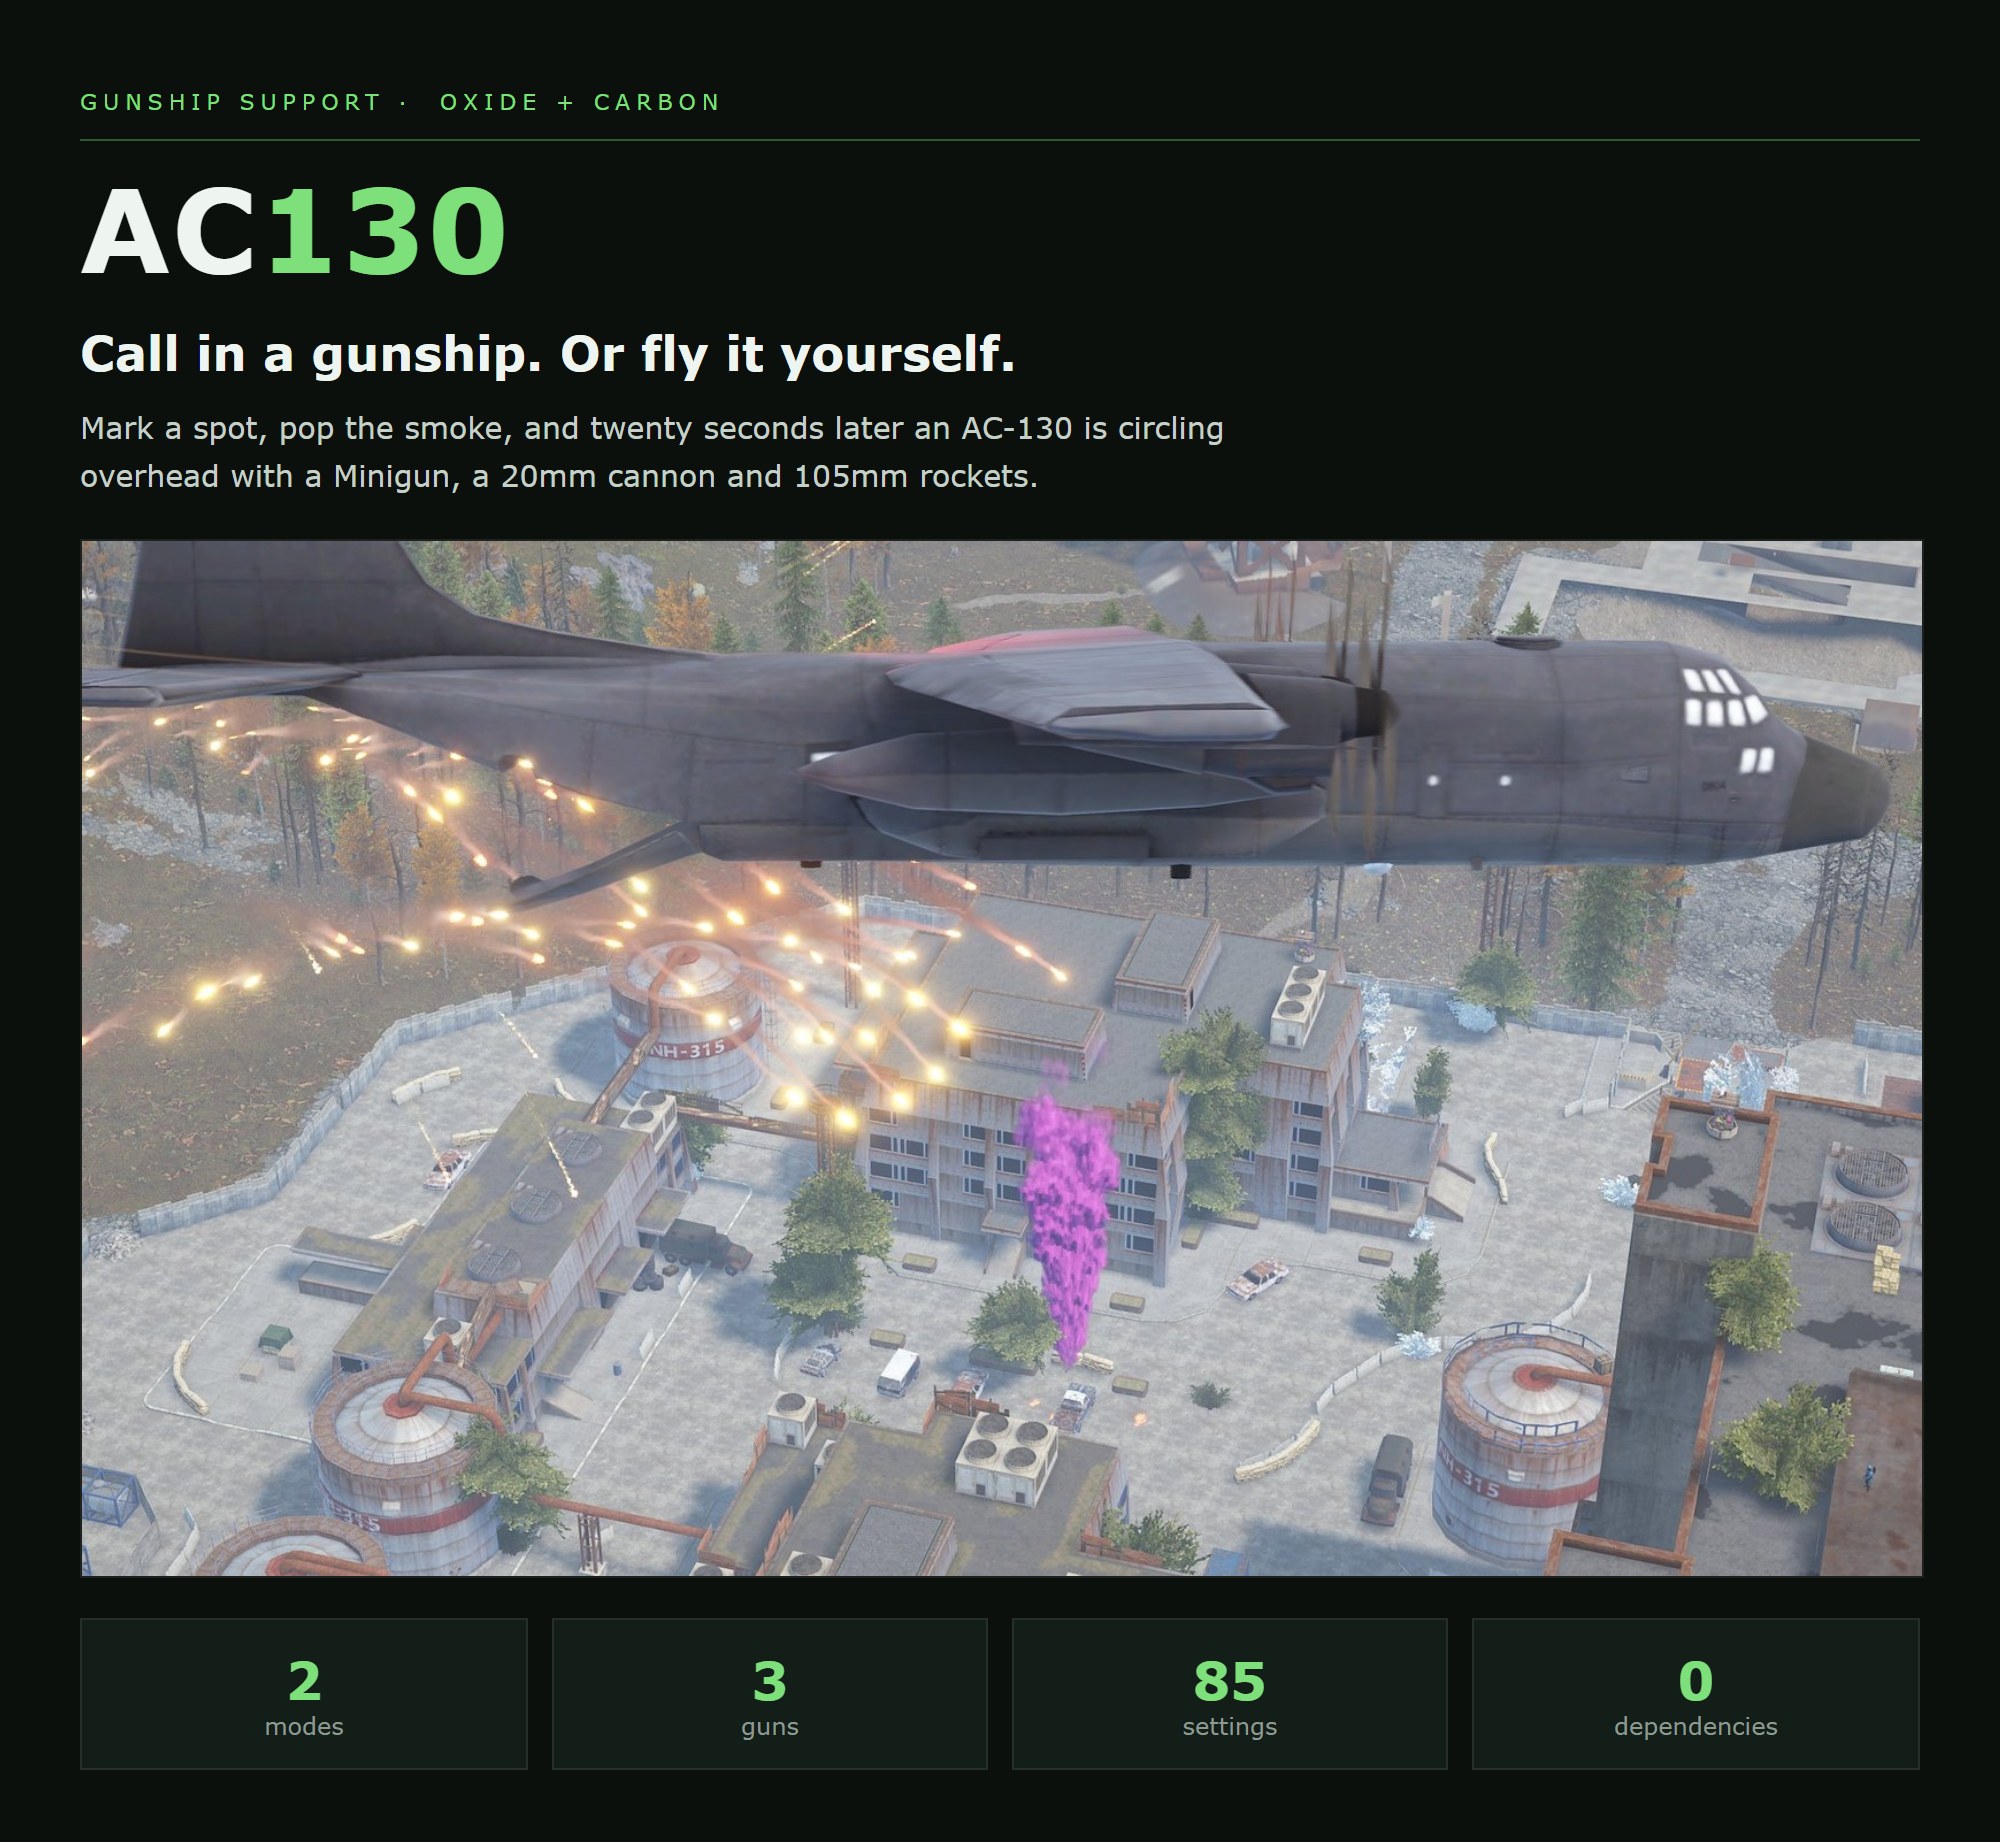 GUNSHIP SUPPORT · OXIDE + CARBON
AC130
Call in a gunship. Or fly it yourself.
Mark a spot, pop the smoke, and twenty seconds later an AC-130 is circling
overhead with a Minigun, a 20mm cannon and 105mm rockets.
NH-315
2
modes
3
guns
85
settings
0
dependencies